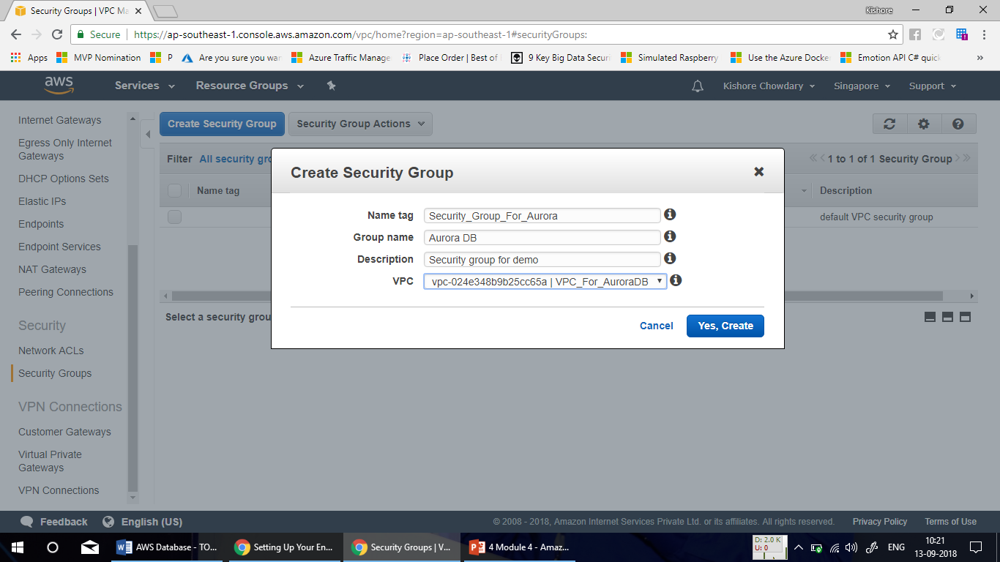 Security Groups | VPC Ma
Kishore
Secure
https://ap-southeast-1.console.aws.amazon.com/vpc/home?region=ap-southeast-1#securityGroups:
Apps
MVP Nomination
P
Are you sure you wan
Azure Traffic Manage
Place Order | Best of
9 Key Big Data Securi
Simulated Raspberry
Use the Azure Docke
Emotion API C# quick
»
aws
Services
Resource Groups
Kishore Chowdary
Singapore
Support
Internet Gateways
Egress Only Internet
Gateways
DHCP Options Sets
Elastic IPs
Endpoints
Endpoint Services
NAT Gateways
Peering Connections
Security
Network ACLs
Security Groups
VPN Connections
Customer Gateways
Virtual Private
Gateways
VPN Connections
Create Security Group
Security Group Actions
Filter
All security gro
1 to 1 of 1 Security Group
Name tag
Description
default VPC security group
Create Security Group
Name tag
Security_Group_For_Aurora
Group name
Aurora DB
Description
Security group for demo
VPC
vpc-024e348b9b25cc65a | VPC_For_AuroraDB
Cancel
Yes, Create
Select a security grou
Feedback
English (US)
© 2008 - 2018, Amazon Internet Services Private Ltd. or its affiliates. All rights reserved.
Privacy Policy
Terms of Use
AWS Database - TO...
Setting Up Your En...
Security Groups | V...
4 Module 4 - Amaz...
D: 2.0 K
U: 0
ENG
10:21
13-09-2018